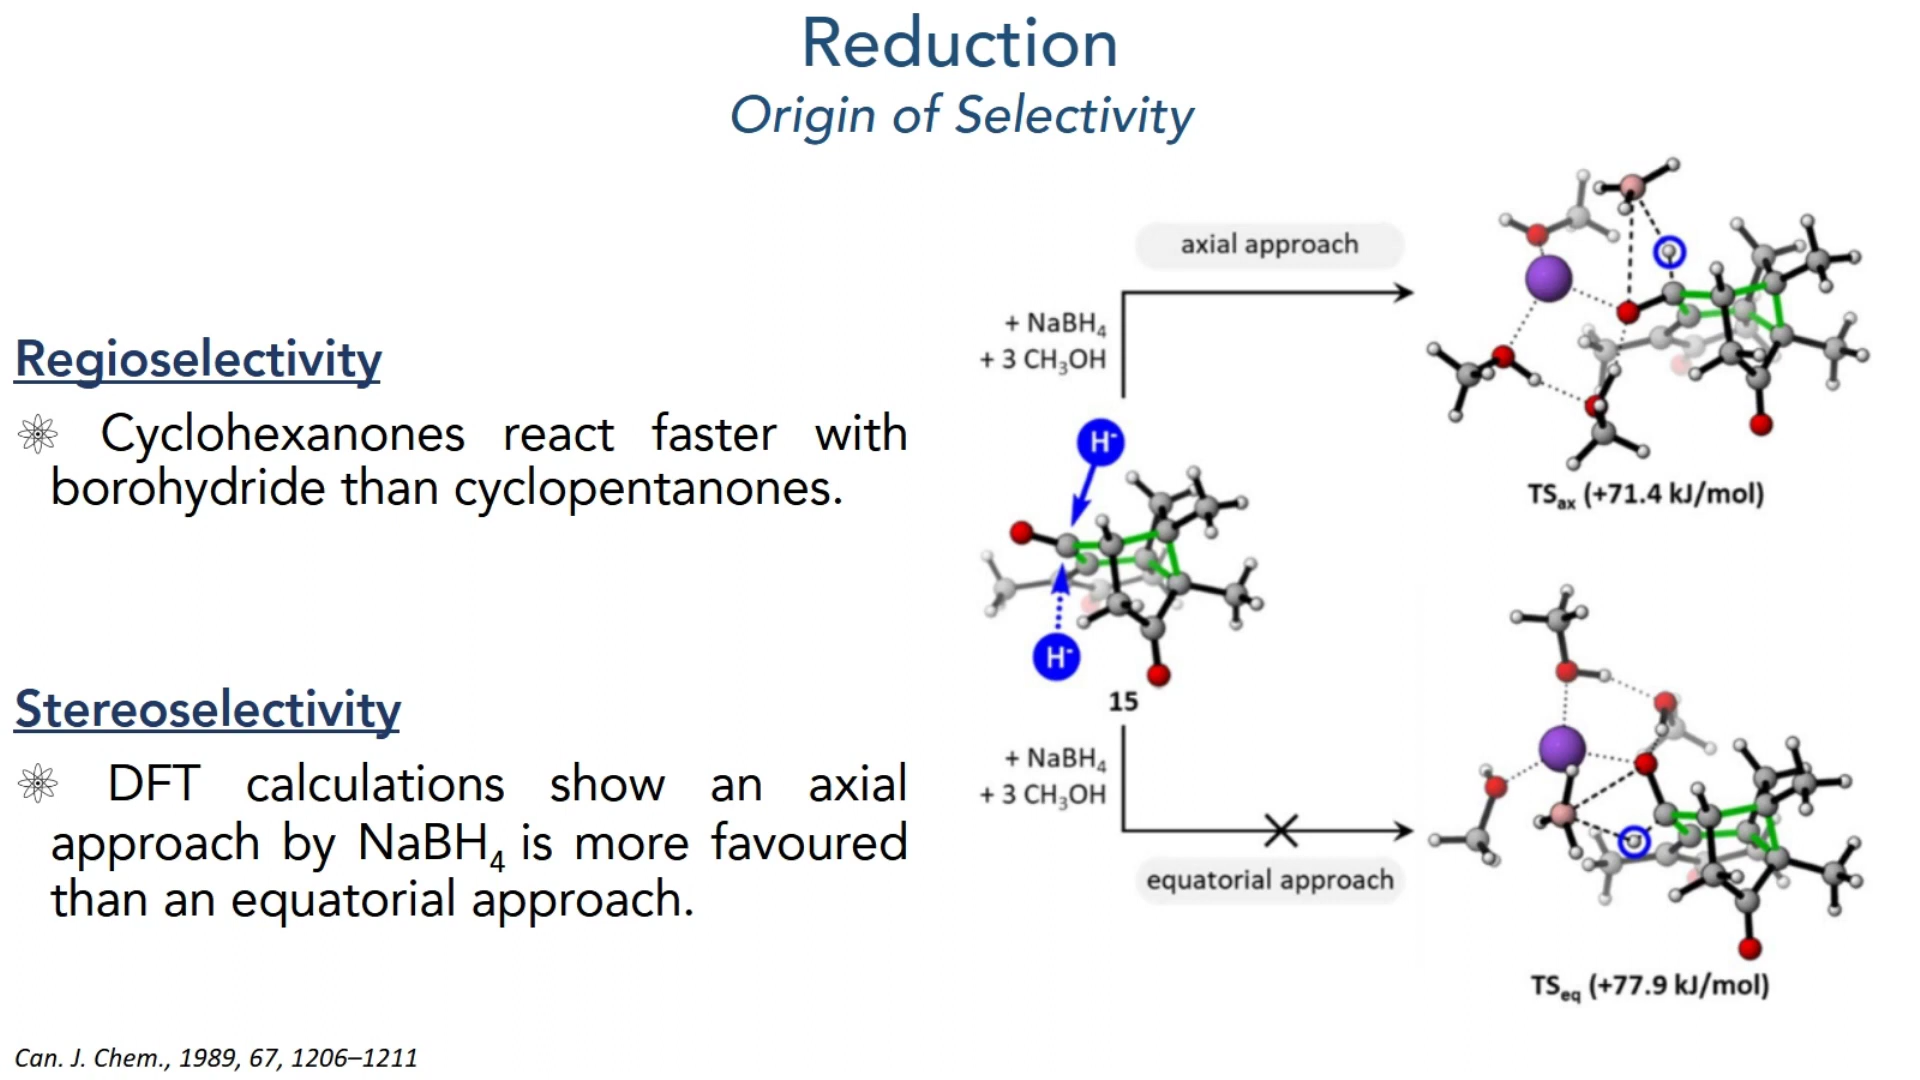 Reduction
Origin of Selectivity
Regioselectivity
Cyclohexanones react faster with
borohydride than cyclopentanones.
Stereoselectivity
DFT calculations show an axial
approach by NaBH₄ is more favoured
than an equatorial approach.
Can. J. Chem., 1989, 67, 1206–1211
axial approach
+ NaBH₄
+ 3 CH₃OH
H⁻
H⁻
15
+ NaBH₄
+ 3 CH₃OH
equatorial approach
TSax (+71.4 kJ/mol)
TSeq (+77.9 kJ/mol)